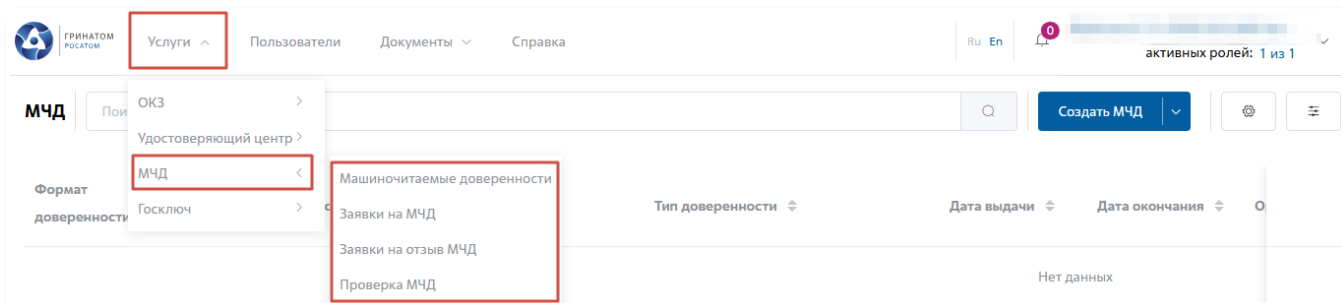 ГРИНАТОМ
РОСАТОМ
Услуги
Пользователи
Документы
Справка
Ru En
0
активных ролей: 1 из 1
МЧД
Пои
Создать МЧД
ОКЗ
Удостоверяющий центр
МЧД
Госключ
Машиночитаемые доверенности
Заявки на МЧД
Заявки на отзыв МЧД
Проверка МЧД
Формат
доверенности
Тип доверенности
Дата выдачи
Дата окончания
Нет данных